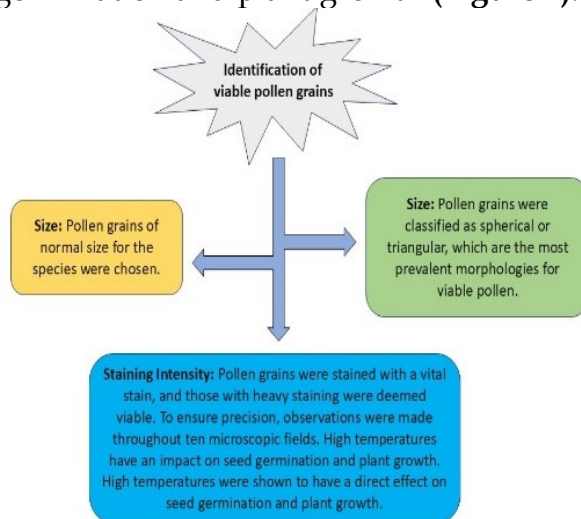 Identification of
viable pollen grains
Size: Pollen grains of
normal size for the
species were chosen.
Size: Pollen grains were
classified as spherical or
triangular, which are the most
prevalent morphologies for
viable pollen.
Staining Intensity: Pollen grains were stained with a vital
stain, and those with heavy staining were deemed
viable. To ensure precision, observations were made
throughout ten microscopic fields. High temperatures
have an impact on seed germination and plant growth.
High temperatures were shown to have a direct effect on
seed germination and plant growth.